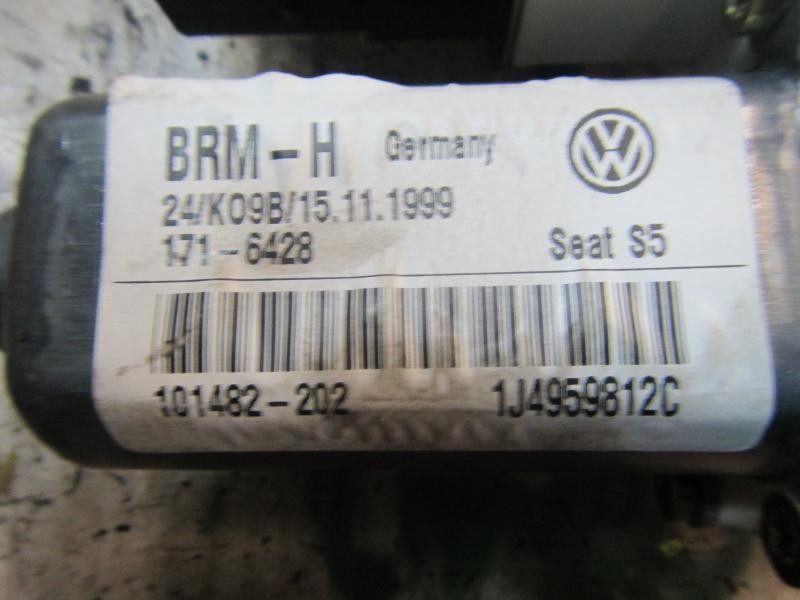 BRM-H Germany
24/K09B/15.11.1999
171-6428 Seat S5
101482-202 1J4959812C